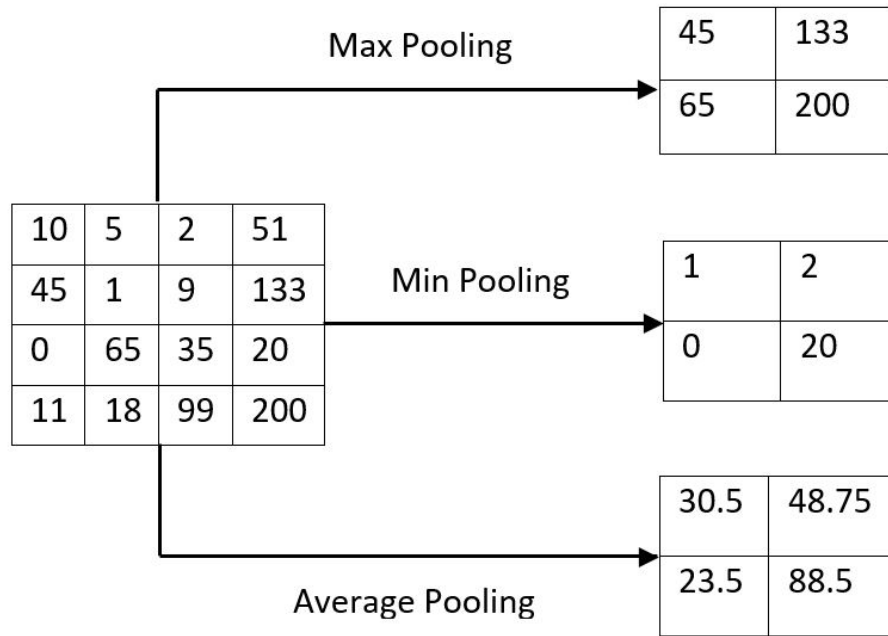 Max Pooling
45 133
65 200
10 5 2 51
45 1 9 133
0 65 35 20
11 18 99 200
Min Pooling
1 2
0 20
Average Pooling
30.5 48.75
23.5 88.5